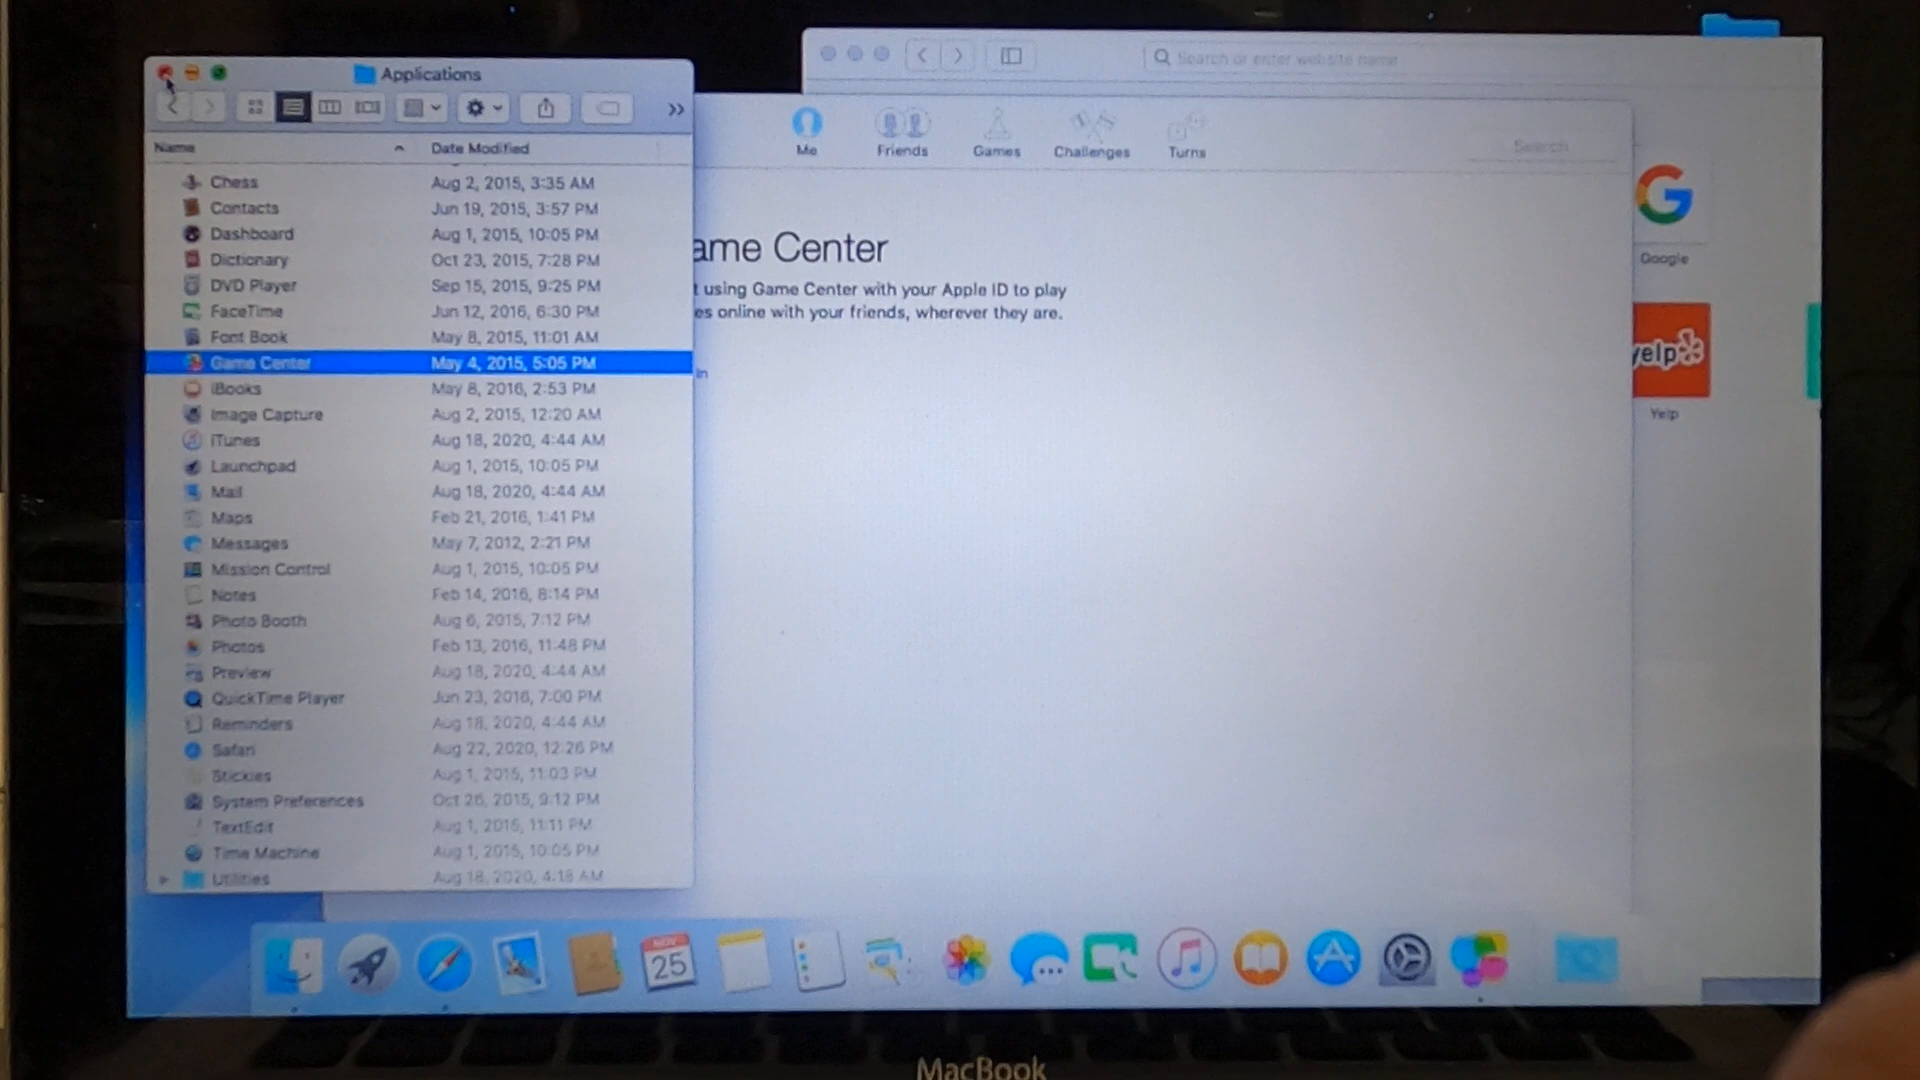 Applications
Search or enter website name
Name
Date Modified
Chess Aug 2, 2015, 3:35 AM
Contacts Jun 19, 2015, 3:57 PM
Dashboard Aug 1, 2015, 10:05 PM
Dictionary Oct 23, 2015, 7:28 PM
DVD Player Sep 15, 2015, 9:25 PM
FaceTime Jun 12, 2016, 6:30 PM
Font Book May 8, 2015, 11:01 AM
Game Center May 4, 2015, 5:05 PM
iBooks May 8, 2016, 2:53 PM
Image Capture Aug 2, 2015, 12:20 AM
iTunes Aug 18, 2020, 4:44 AM
Launchpad Aug 1, 2015, 10:05 PM
Mail Aug 18, 2020, 4:44 AM
Maps Feb 21, 2016, 1:41 PM
Messages May 7, 2012, 2:21 PM
Mission Control Aug 1, 2015, 10:05 PM
Notes Feb 14, 2016, 8:14 PM
Photo Booth Aug 6, 2015, 7:12 PM
Photos Feb 13, 2016, 11:48 PM
Preview Aug 18, 2020, 4:44 AM
QuickTime Player Jun 23, 2016, 7:00 PM
Reminders Aug 18, 2020, 4:44 AM
Safari Aug 22, 2020, 12:26 PM
Stickies Aug 1, 2015, 11:03 PM
System Preferences Oct 26, 2015, 9:12 PM
TextEdit Aug 1, 2015, 11:11 PM
Time Machine Aug 1, 2015, 10:05 PM
Utilities Aug 18, 2020, 4:18 AM
Me
Friends
Games
Challenges
Turns
Search
ame Center
t using Game Center with your Apple ID to play
es online with your friends, wherever they are.
In
Google
yelp
Yelp
NOV
25
MacBook